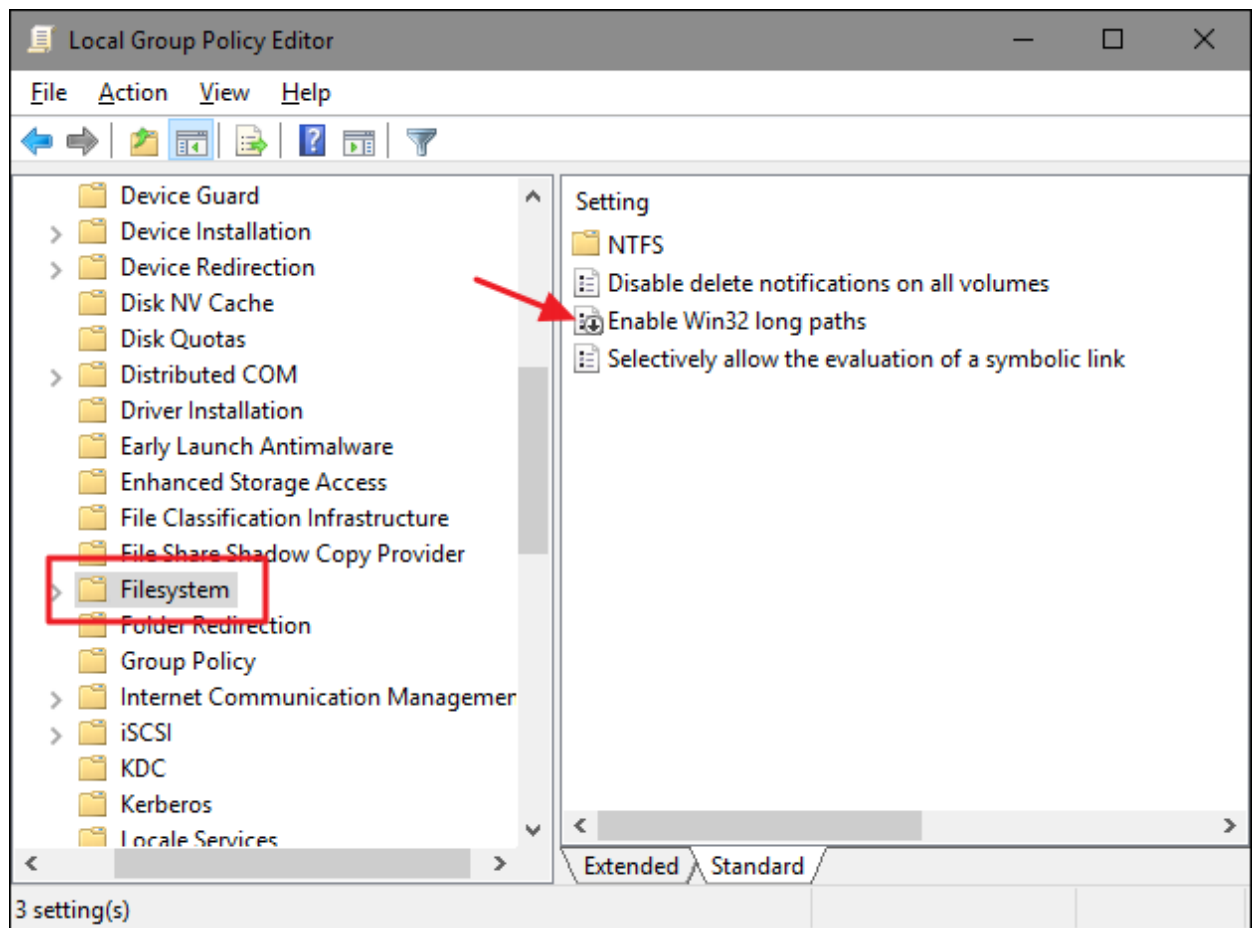 Local Group Policy Editor
File Action View Help
Device Guard
Device Installation
Device Redirection
Disk NV Cache
Disk Quotas
Distributed COM
Driver Installation
Early Launch Antimalware
Enhanced Storage Access
File Classification Infrastructure
File Share Shadow Copy Provider
Filesystem
Folder Redirection
Group Policy
Internet Communication Managemen
iSCSI
KDC
Kerberos
Locale Services
Setting
NTFS
Disable delete notifications on all volumes
Enable Win32 long paths
Selectively allow the evaluation of a symbolic link
Extended Standard
3 setting(s)